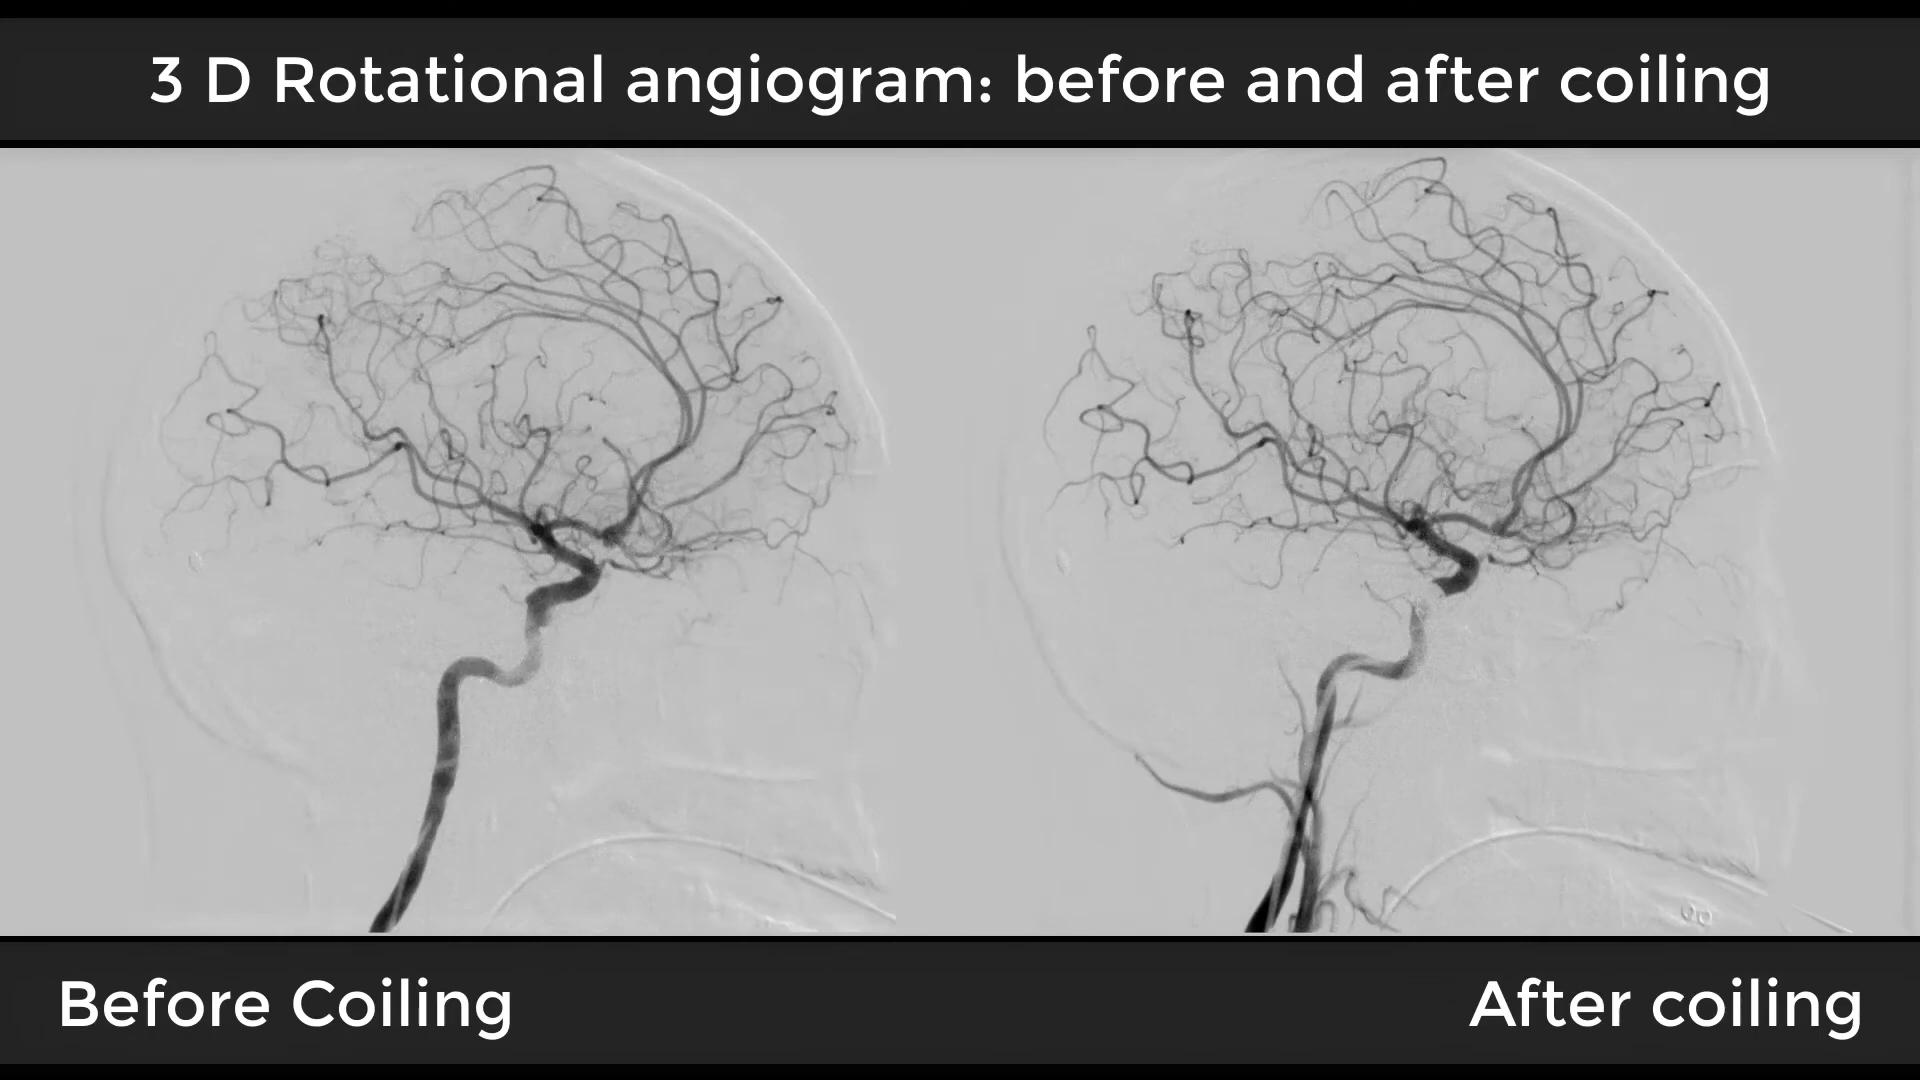 3 D Rotational angiogram: before and after coiling
Before Coiling
After coiling